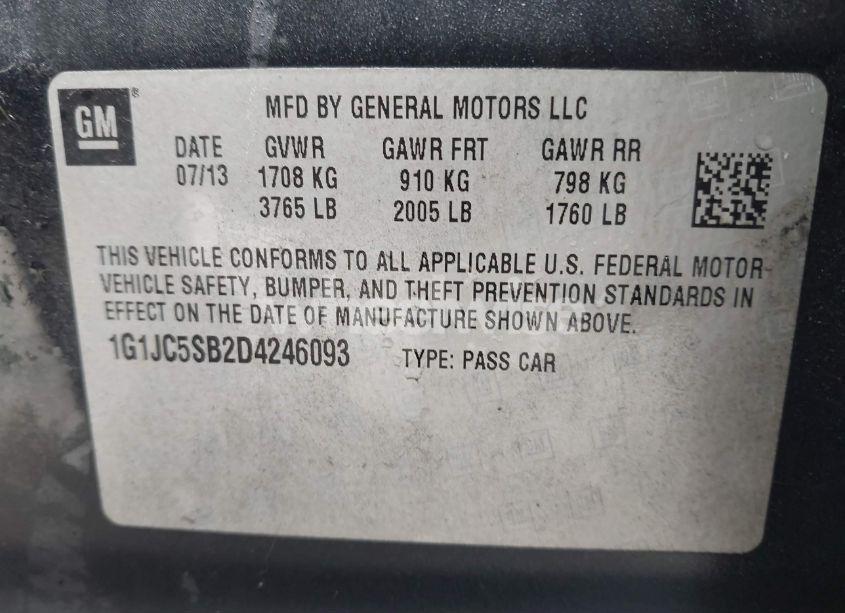 GM
MFD BY GENERAL MOTORS LLC
DATE GVWR GAWR FRT GAWR RR
07/13 1708 KG 910 KG 798 KG
3765 LB 2005 LB 1760 LB
THIS VEHICLE CONFORMS TO ALL APPLICABLE U.S. FEDERAL MOTOR
VEHICLE SAFETY, BUMPER, AND THEFT PREVENTION STANDARDS IN
EFFECT ON THE DATE OF MANUFACTURE SHOWN ABOVE.
1G1JC5SB2D4246093 TYPE: PASS CAR